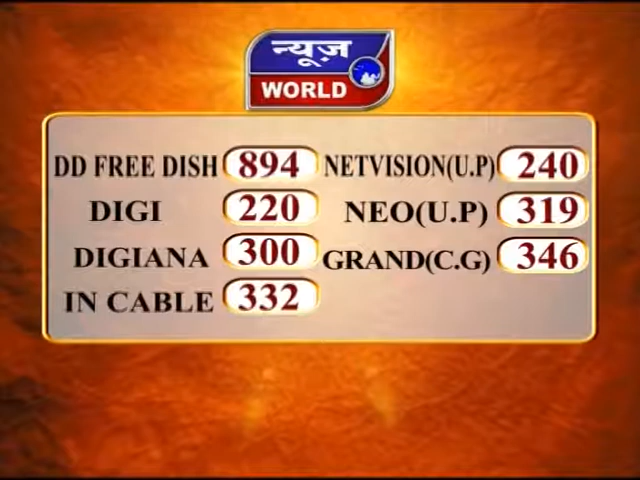 न्यूज़
WORLD
DD FREE DISH 894 NETVISION(U.P) 240
DIGI 220 NEO(U.P) 319
DIGIANA 300 GRAND(C.G) 346
IN CABLE 332